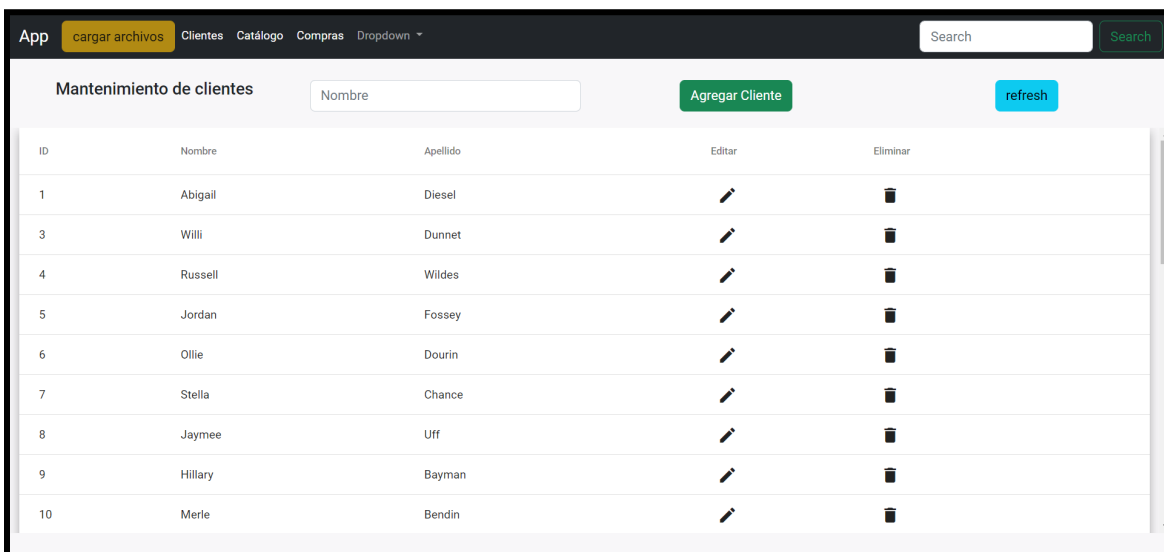 App cargar archivos Clientes Catálogo Compras Dropdown Search Search
Mantenimiento de clientes Nombre Agregar Cliente refresh
ID Nombre Apellido Editar Eliminar
1 Abigail Diesel
3 Willi Dunnet
4 Russell Wildes
5 Jordan Fossey
6 Ollie Dourin
7 Stella Chance
8 Jaymee Uff
9 Hillary Bayman
10 Merle Bendin